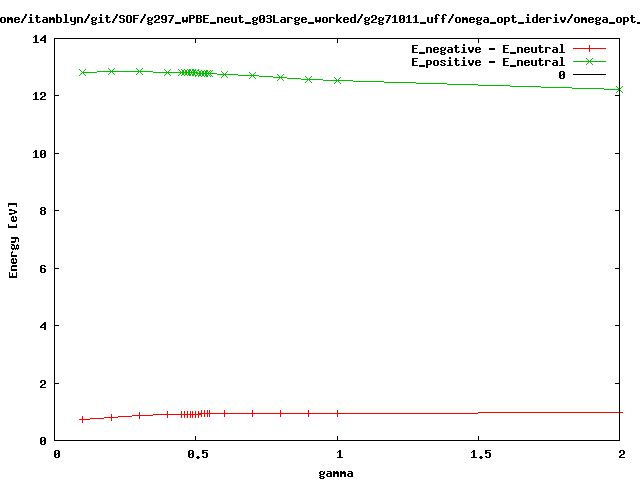 ome/itamblyn/git/SOF/g297_wPBE_neut_g03Large_worked/g2g71011_uff/omega_opt_ideriv/omega_opt_
E_negative - E_neutral
E_positive - E_neutral
0
14
12
10
8
6
4
2
0
Energy [eV]
0 0.5 1 1.5 2
gamma